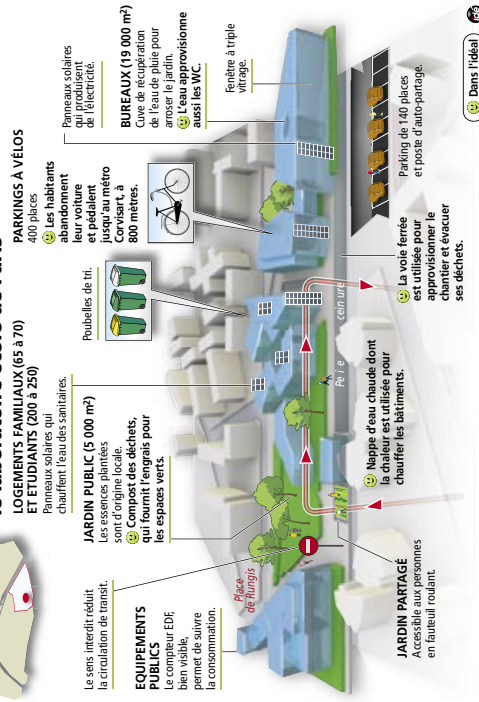 LOGEMENTS FAMILIAUX (65 à 70)
ET ETUDIANTS (200 à 250)
Panneaux solaires qui
chauffent l'eau des sanitaires.
PARKINGS À VÉLOS
400 places
Les habitants
abandonnent
leur voiture
et pédalent
jusqu'au métro
Corvisart, à
800 mètres.
Panneaux solaires
qui produisent
de l'électricité.
Le sens interdit réduit
la circulation de transit.
JARDIN PUBLIC (5 000 m²)
Les essences plantées
sont d'origine locale.
Compost des déchets,
qui fournit l'engrais pour
les espaces verts.
Poubelles de tri.
BUREAUX (19 000 m²)
Cuve de récupération
de l'eau de pluie pour
arroser le jardin.
L'eau approvisionne
aussi les WC.
EQUIPEMENTS
PUBLICS
Le compteur EDF,
bien visible,
permet de suivre
la consommation.
Fenêtre à triple
vitrage.
Place
de Rungis
Pe i e
cein ure
JARDIN PARTAGÉ
Accessible aux personnes
en fauteuil roulant.
Nappe d'eau chaude dont
la chaleur est utilisée pour
chauffer les bâtiments.
La voie ferrée
est utilisée pour
approvisionner le
chantier et évacuer
ses déchets.
Parking de 140 places
et poste d'auto-partage.
Dans l'idéal
idé